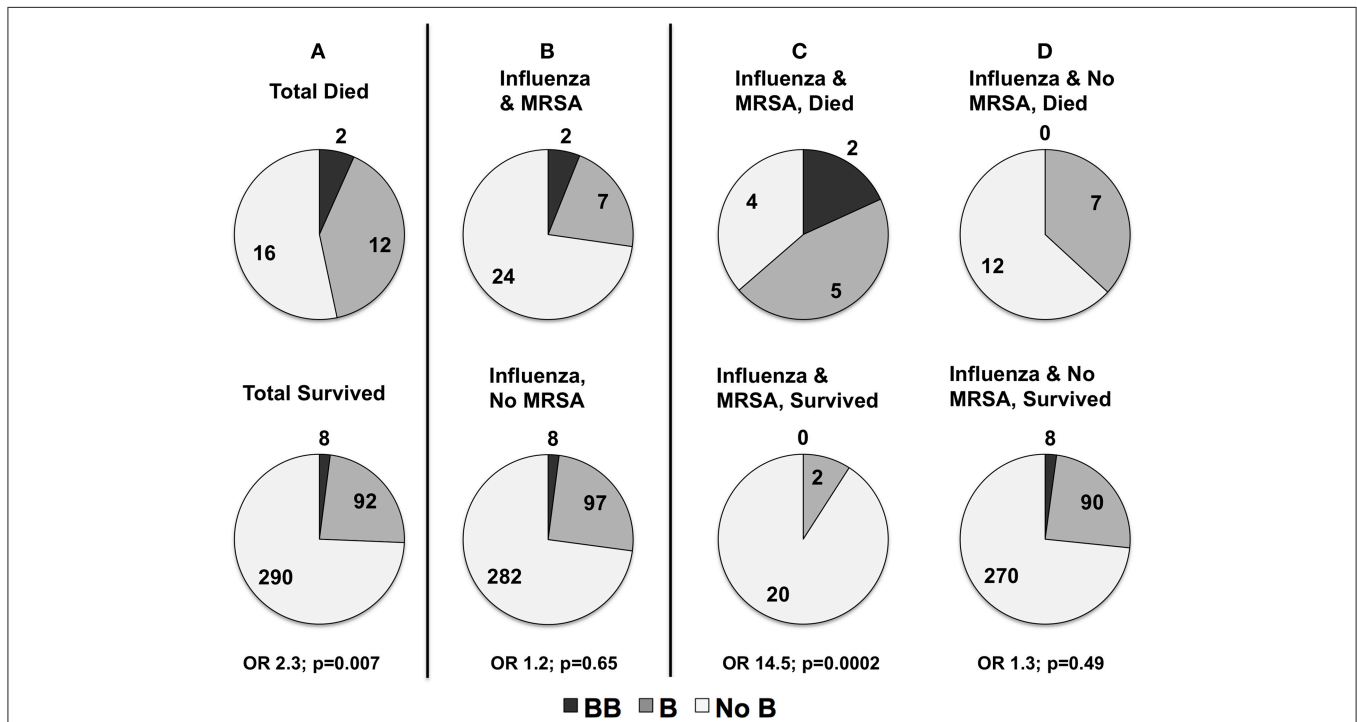 A
Total Died
2
12
16
Total Survived
8
92
290
OR 2.3; p=0.007
B
Influenza
& MRSA
2
7
24
Influenza,
No MRSA
8
97
282
OR 1.2; p=0.65
C
Influenza &
MRSA, Died
2
4
5
Influenza &
MRSA, Survived
0
2
20
OR 14.5; p=0.0002
D
Influenza & No
MRSA, Died
0
7
12
Influenza & No
MRSA, Survived
8
90
270
OR 1.3; p=0.49
BB B No B